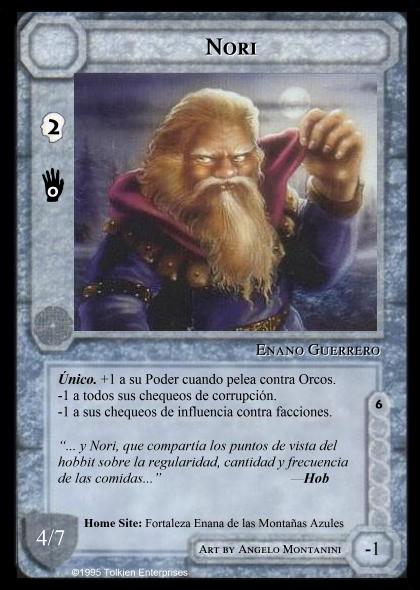 Nori
2
0
Enano Guerrero
Único. +1 a su Poder cuando pelea contra Orcos.
-1 a todos sus chequeos de corrupción.
-1 a sus chequeos de influencia contra facciones.
6
“... y Nori, que compartía los puntos de vista del
hobbit sobre la regularidad, cantidad y frecuencia
de las comidas...” —Hob
Home Site: Fortaleza Enana de las Montañas Azules
4/7
Art by Angelo Montanini
-1
©1995 Tolkien Enterprises